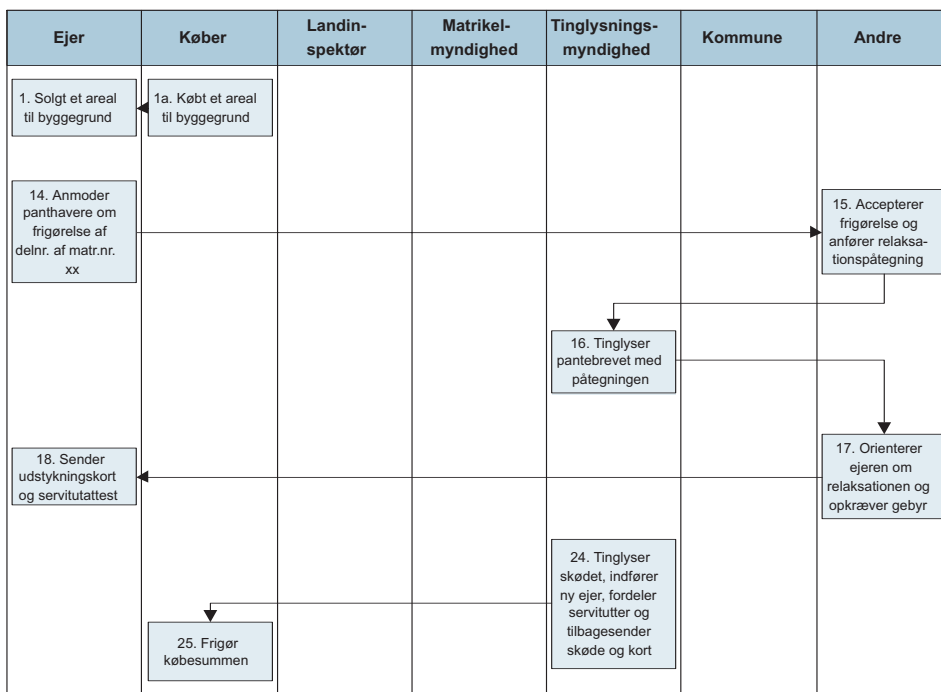 Ejer
Køber
Landin-
spektør
Matrikel-
myndighed
Tinglysnings-
myndighed
Kommune
Andre
1. Solgt et areal
til byggegrund
1a. Købt et areal
til byggegrund
14. Anmoder
panthavere om
frigørelse af
delnr. af matr.nr.
xx
15. Accepterer
frigørelse og
anfører relaksa-
tionspåtegning
16. Tinglyser
pantebrevet med
påtegningen
17. Orienterer
ejeren om
relaksationen og
opkræver gebyr
18. Sender
udstykningskort
og servitutattest
24. Tinglyser
skødet, indfører
ny ejer, fordeler
servitutter og
tilbagesender
skøde og kort
25. Frigør
købesummen